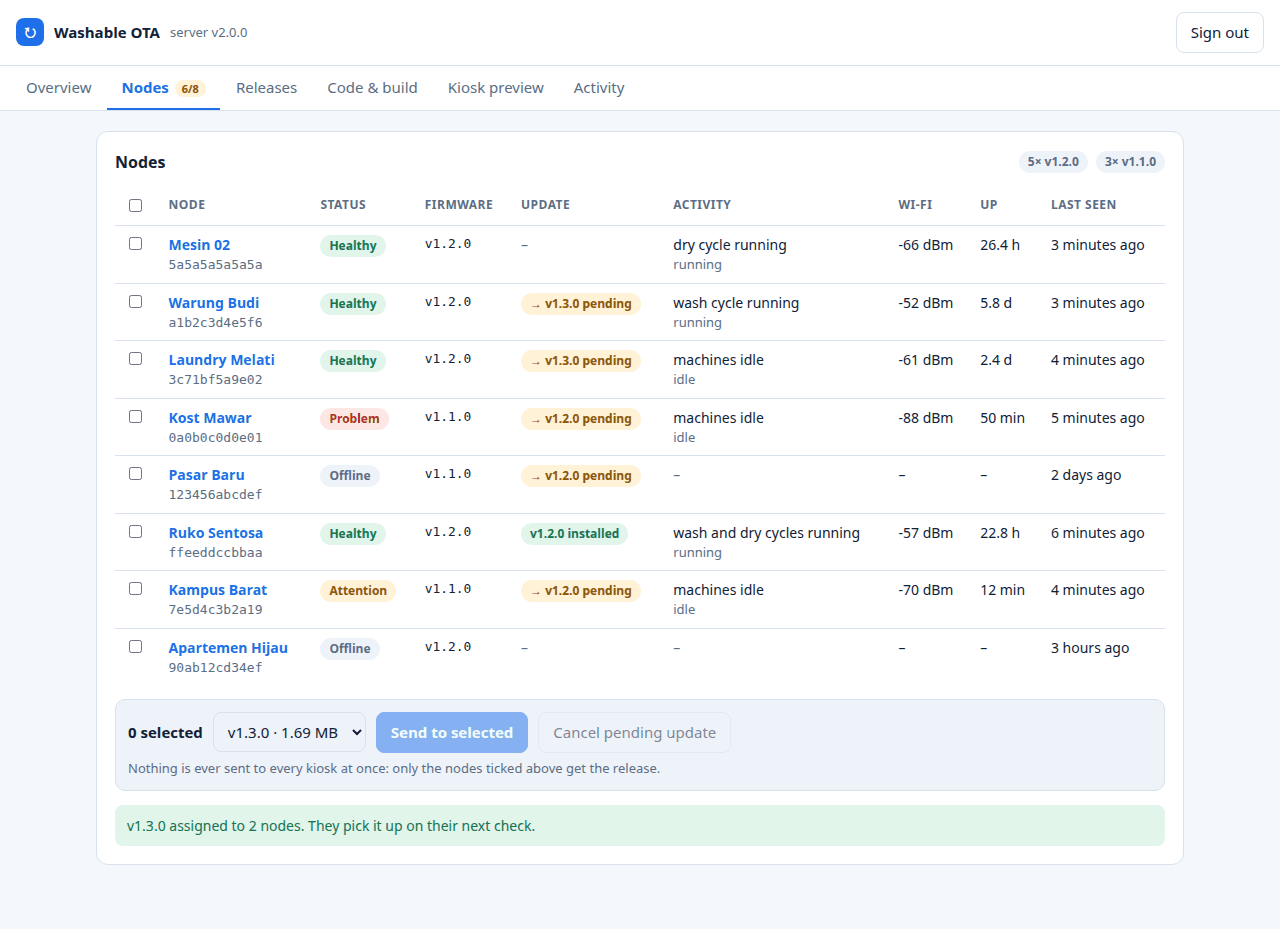 Washable OTA server v2.0.0 Sign out
Overview Nodes 6/8 Releases Code & build Kiosk preview Activity
Nodes 5× v1.2.0 3× v1.1.0
NODE STATUS FIRMWARE UPDATE ACTIVITY WI-FI UP LAST SEEN
Mesin 02 Healthy v1.2.0 – dry cycle running -66 dBm 26.4 h 3 minutes ago
5a5a5a5a5a5a running
Warung Budi Healthy v1.2.0 → v1.3.0 pending wash cycle running -52 dBm 5.8 d 3 minutes ago
a1b2c3d4e5f6 running
Laundry Melati Healthy v1.2.0 → v1.3.0 pending machines idle -61 dBm 2.4 d 4 minutes ago
3c71bf5a9e02 idle
Kost Mawar Problem v1.1.0 → v1.2.0 pending machines idle -88 dBm 50 min 5 minutes ago
0a0b0c0d0e01 idle
Pasar Baru Offline v1.1.0 → v1.2.0 pending – – – 2 days ago
123456abcdef
Ruko Sentosa Healthy v1.2.0 v1.2.0 installed wash and dry cycles running -57 dBm 22.8 h 6 minutes ago
ffeeddccbbaa running
Kampus Barat Attention v1.1.0 → v1.2.0 pending machines idle -70 dBm 12 min 4 minutes ago
7e5d4c3b2a19 idle
Apartemen Hijau Offline v1.2.0 – – – – 3 hours ago
90ab12cd34ef
0 selected v1.3.0 · 1.69 MB Send to selected Cancel pending update
Nothing is ever sent to every kiosk at once: only the nodes ticked above get the release.
v1.3.0 assigned to 2 nodes. They pick it up on their next check.